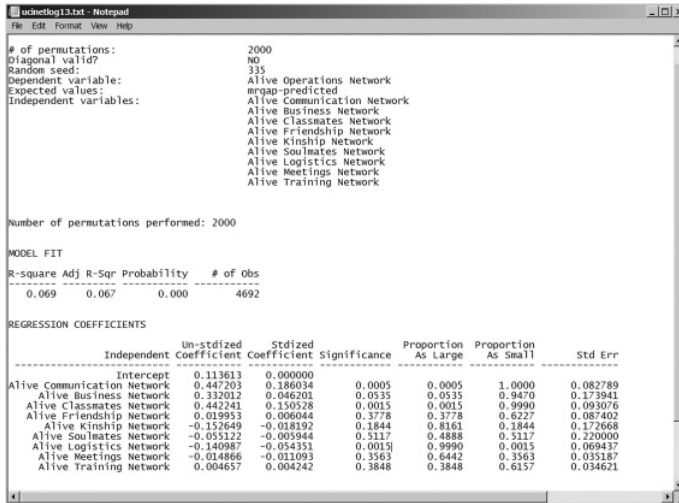 ucinetlog13.txt - Notepad
File Edit Format View Help
# of permutations: 2000
Diagonal valid? NO
Random seed: 335
Dependent variable: Alive Operations Network
Expected values: mrqap-predicted
Independent variables: Alive Communication Network
Alive Business Network
Alive Classmates Network
Alive Friendship Network
Alive Kinship Network
Alive Soulmates Network
Alive Logistics Network
Alive Meetings Network
Alive Training Network
Number of permutations performed: 2000
MODEL FIT
R-square Adj R-Sqr Probability # of Obs
-------- --------- ----------- -----------
0.069 0.067 0.000 4692
REGRESSION COEFFICIENTS
Un-stdized Stdized Proportion Proportion
Independent Coefficient Coefficient Significance As Large As Small Std Err
Intercept 0.113613 0.000000
Alive Communication Network 0.447203 0.186034 0.0005 0.0005 1.0000 0.082789
Alive Business Network 0.332012 0.046201 0.0535 0.0535 0.9470 0.173941
Alive Classmates Network 0.442241 0.150528 0.0015 0.0015 0.9990 0.093076
Alive Friendship Network 0.019953 0.006044 0.3778 0.3778 0.6227 0.087402
Alive Kinship Network -0.152649 -0.018192 0.1844 0.8161 0.1844 0.172668
Alive Soulmates Network -0.055122 -0.005944 0.5117 0.4888 0.5117 0.220000
Alive Logistics Network -0.140987 -0.054351 0.0015 0.9990 0.0015 0.069437
Alive Meetings Network -0.014866 -0.011093 0.3563 0.6442 0.3563 0.035187
Alive Training Network 0.004657 0.004242 0.3848 0.3848 0.6157 0.034621